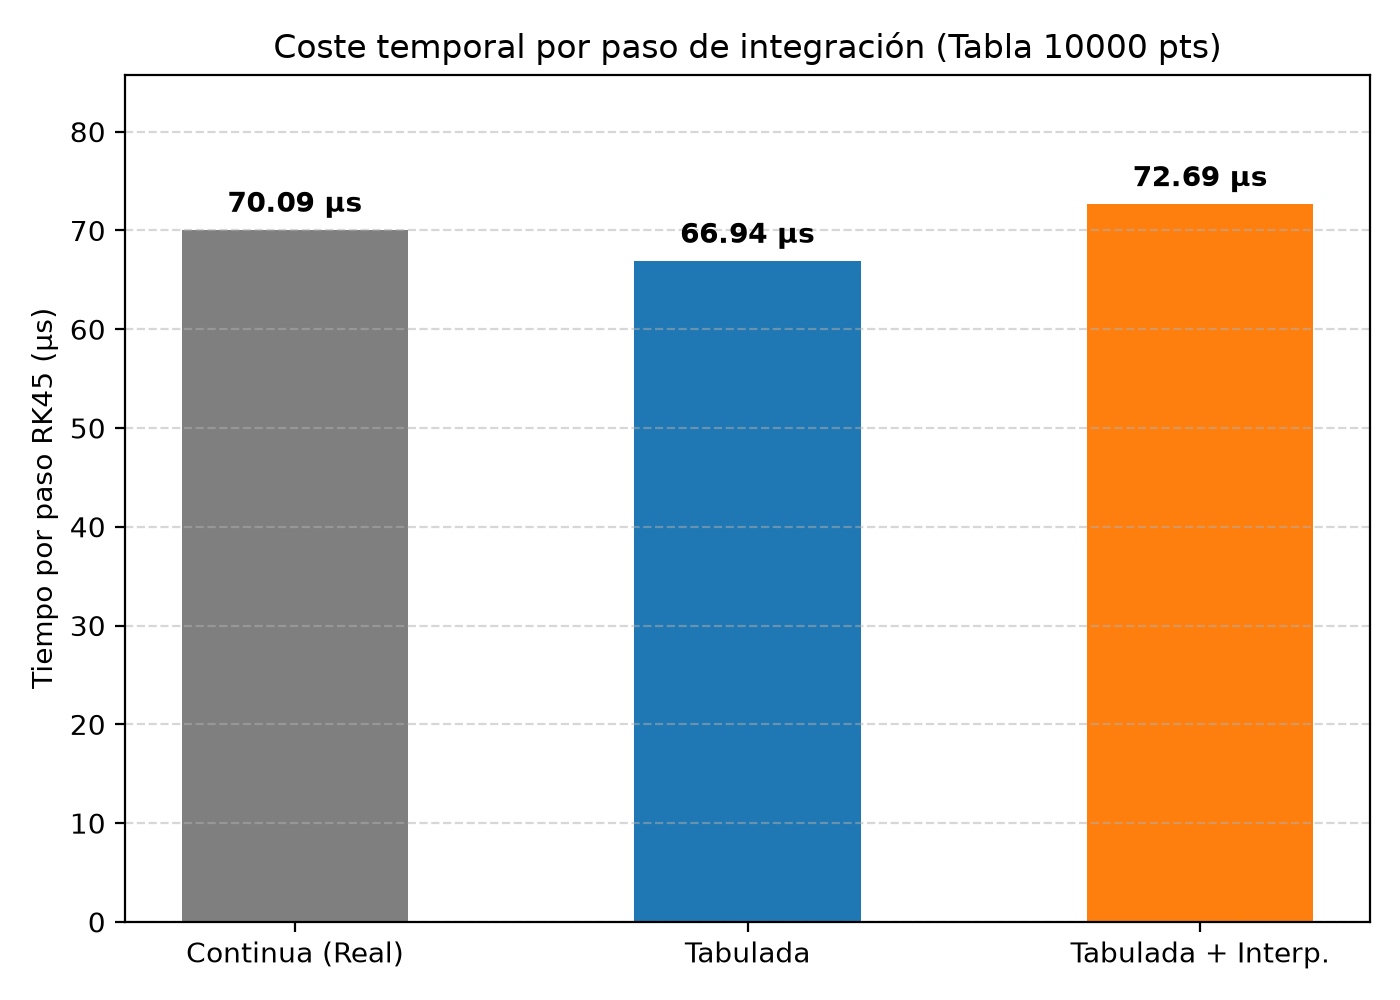 Coste temporal por paso de integración (Tabla 10000 pts)
Tiempo por paso RK45 (µs)
80
70
60
50
40
30
20
10
0
70.09 µs
66.94 µs
72.69 µs
Continua (Real)
Tabulada
Tabulada + Interp.